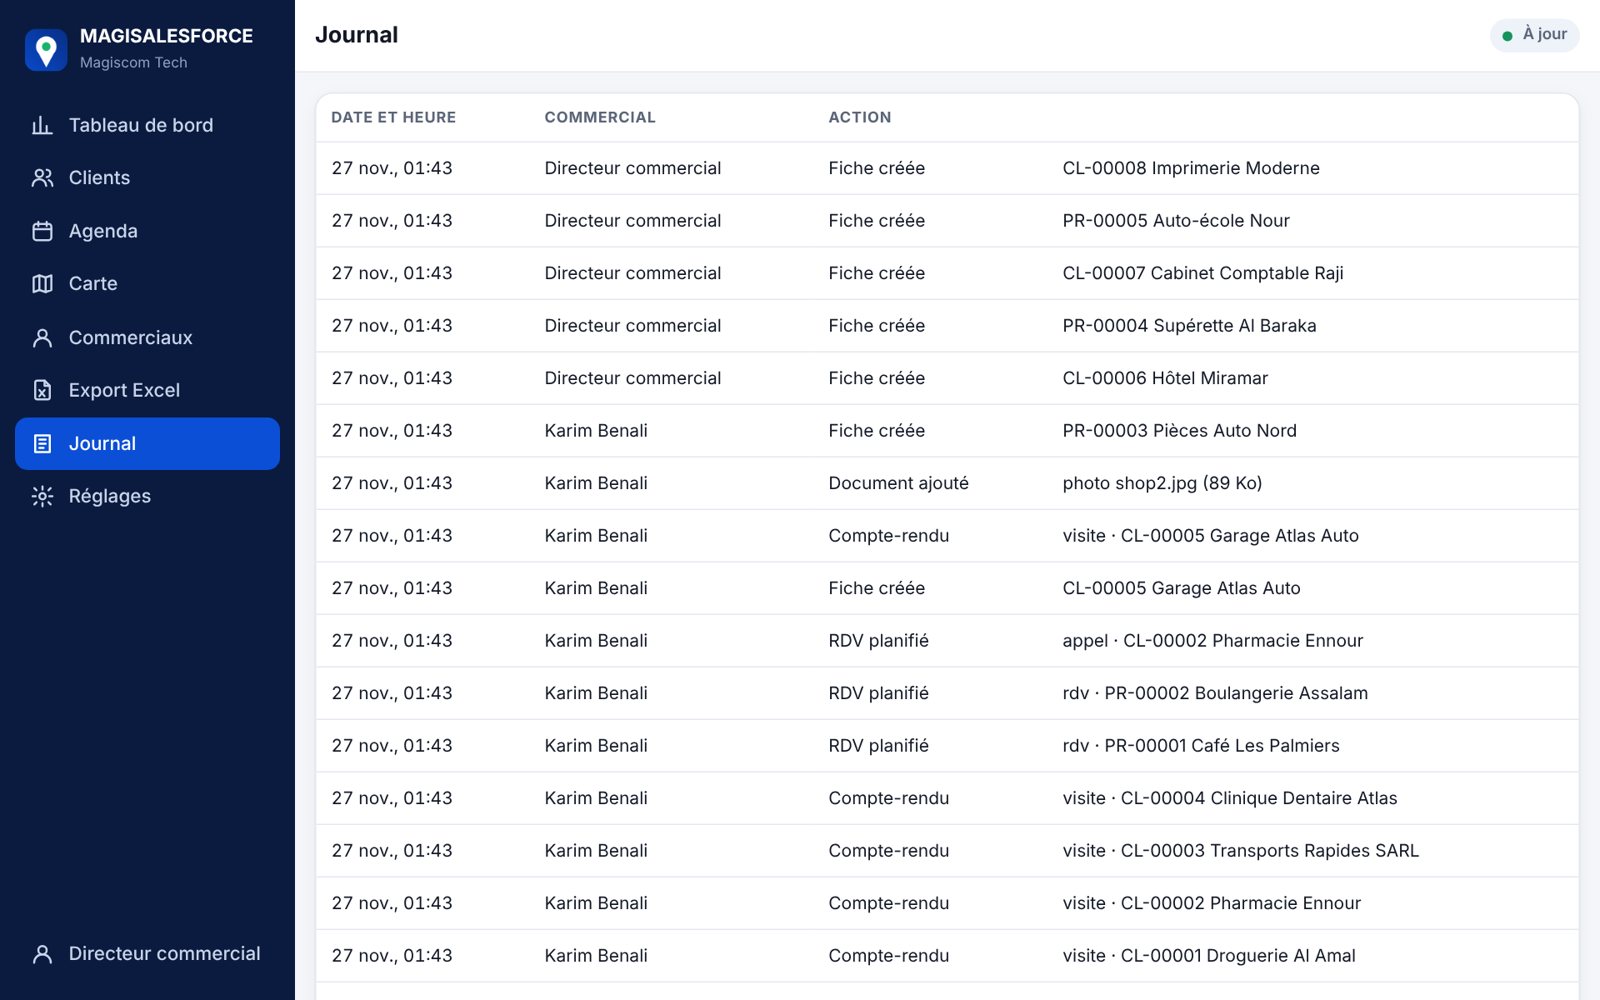 MAGISALESFORCE
Magiscom Tech
Tableau de bord
Clients
Agenda
Carte
Commerciaux
Export Excel
Journal
Réglages
Directeur commercial
Journal
À jour
DATE ET HEURE COMMERCIAL ACTION
27 nov., 01:43 Directeur commercial Fiche créée CL-00008 Imprimerie Moderne
27 nov., 01:43 Directeur commercial Fiche créée PR-00005 Auto-école Nour
27 nov., 01:43 Directeur commercial Fiche créée CL-00007 Cabinet Comptable Raji
27 nov., 01:43 Directeur commercial Fiche créée PR-00004 Supérette Al Baraka
27 nov., 01:43 Directeur commercial Fiche créée CL-00006 Hôtel Miramar
27 nov., 01:43 Karim Benali Fiche créée PR-00003 Pièces Auto Nord
27 nov., 01:43 Karim Benali Document ajouté photo shop2.jpg (89 Ko)
27 nov., 01:43 Karim Benali Compte-rendu visite · CL-00005 Garage Atlas Auto
27 nov., 01:43 Karim Benali Fiche créée CL-00005 Garage Atlas Auto
27 nov., 01:43 Karim Benali RDV planifié appel · CL-00002 Pharmacie Ennour
27 nov., 01:43 Karim Benali RDV planifié rdv · PR-00002 Boulangerie Assalam
27 nov., 01:43 Karim Benali RDV planifié rdv · PR-00001 Café Les Palmiers
27 nov., 01:43 Karim Benali Compte-rendu visite · CL-00004 Clinique Dentaire Atlas
27 nov., 01:43 Karim Benali Compte-rendu visite · CL-00003 Transports Rapides SARL
27 nov., 01:43 Karim Benali Compte-rendu visite · CL-00002 Pharmacie Ennour
27 nov., 01:43 Karim Benali Compte-rendu visite · CL-00001 Droguerie Al Amal